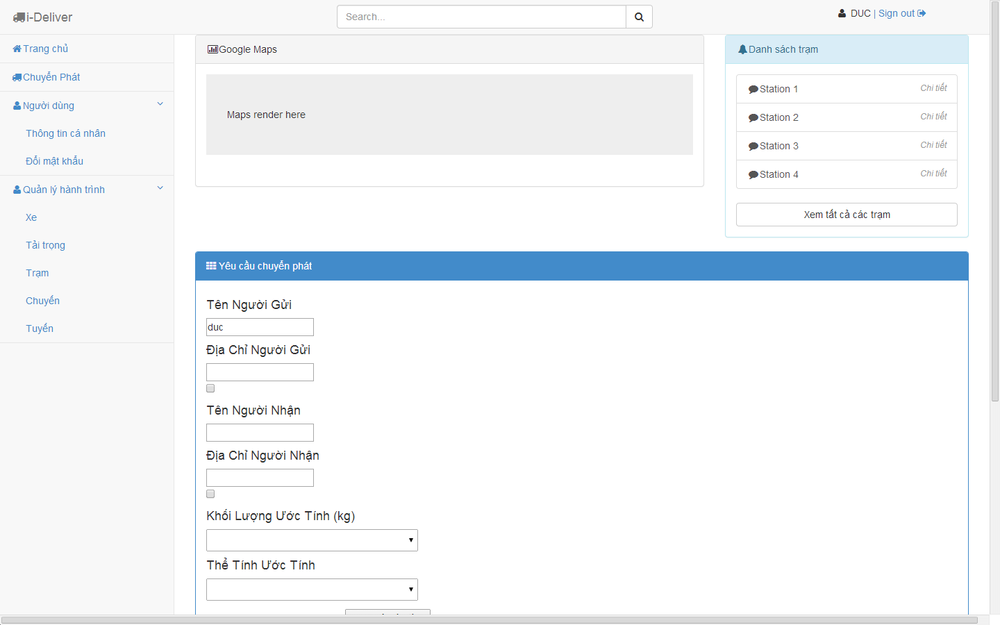 i-Deliver
Search...
DUC | Sign out
Trang chủ
Chuyển Phát
Người dùng
Thông tin cá nhân
Đổi mật khẩu
Quản lý hành trình
Xe
Tải trọng
Trạm
Chuyến
Tuyến
Google Maps
Maps render here
Danh sách trạm
Station 1 Chi tiết
Station 2 Chi tiết
Station 3 Chi tiết
Station 4 Chi tiết
Xem tất cả các trạm
Yêu cầu chuyển phát
Tên Người Gửi
duc
Địa Chỉ Người Gửi
Tên Người Nhận
Địa Chỉ Người Nhận
Khối Lượng Ước Tính (kg)
Thể Tính Ước Tính